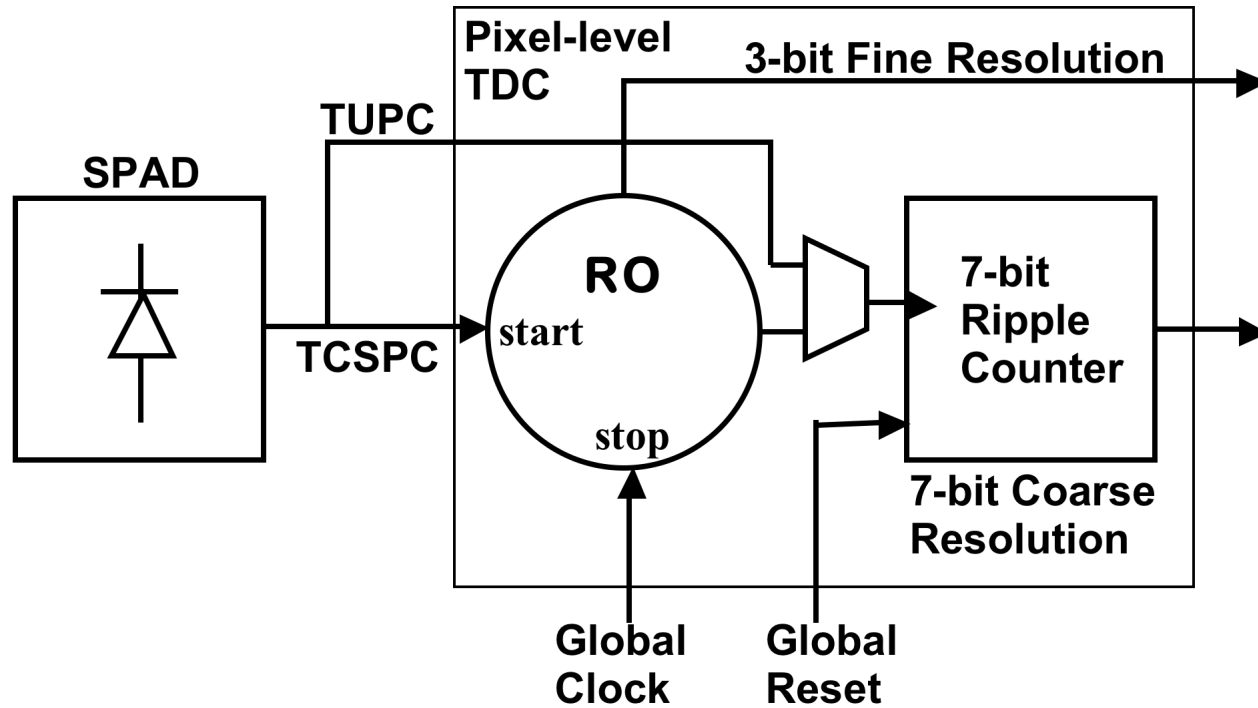 Pixel-level
TDC
3-bit Fine Resolution
TUPC
SPAD
RO
start
TCSPC
stop
7-bit
Ripple
Counter
7-bit Coarse
Resolution
Global
Clock
Global
Reset